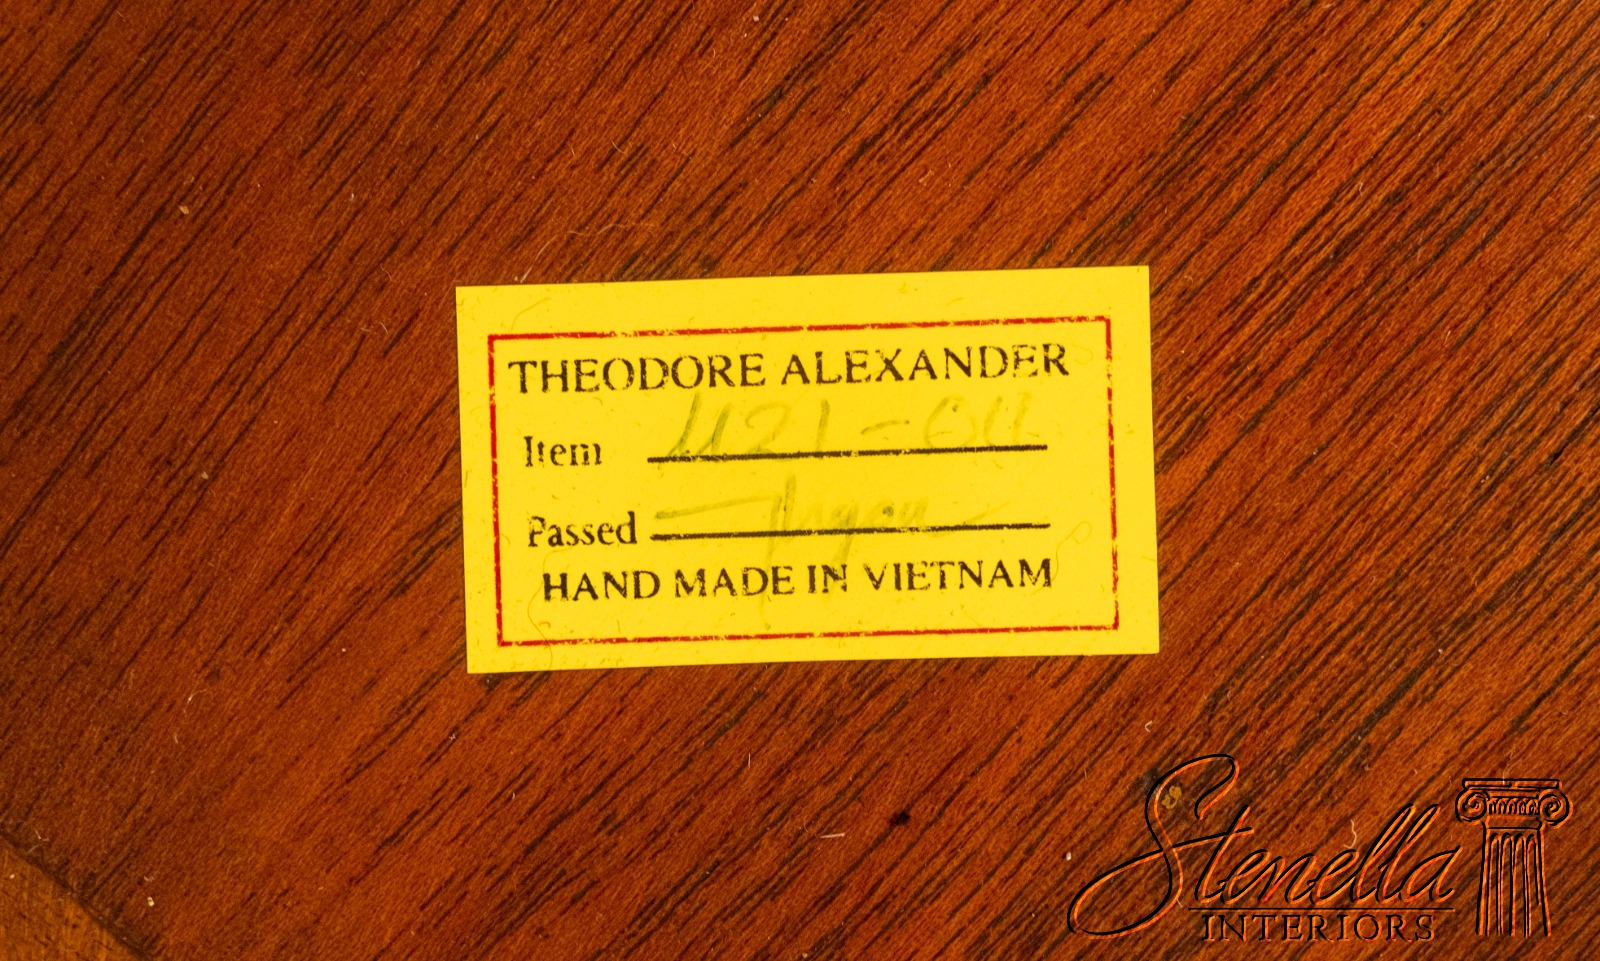 THEODORE ALEXANDER
Item
Passed
HAND MADE IN VIETNAM
Stenella
INTERIORS